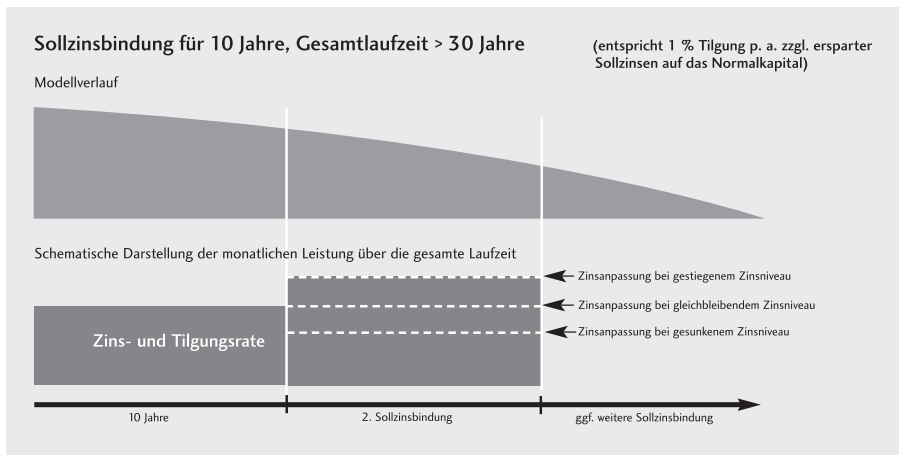 Sollzinsbindung für 10 Jahre, Gesamtlaufzeit > 30 Jahre
(entspricht 1 % Tilgung p. a. zzgl. ersparter
Sollzinsen auf das Normalkapital)
Modellverlauf
Schematische Darstellung der monatlichen Leistung über die gesamte Laufzeit
Zinsanpassung bei gestiegenem Zinsniveau
Zinsanpassung bei gleichbleibendem Zinsniveau
Zinsanpassung bei gesunkenem Zinsniveau
Zins- und Tilgungsrate
10 Jahre
2. Sollzinsbindung
ggf. weitere Sollzinsbindung